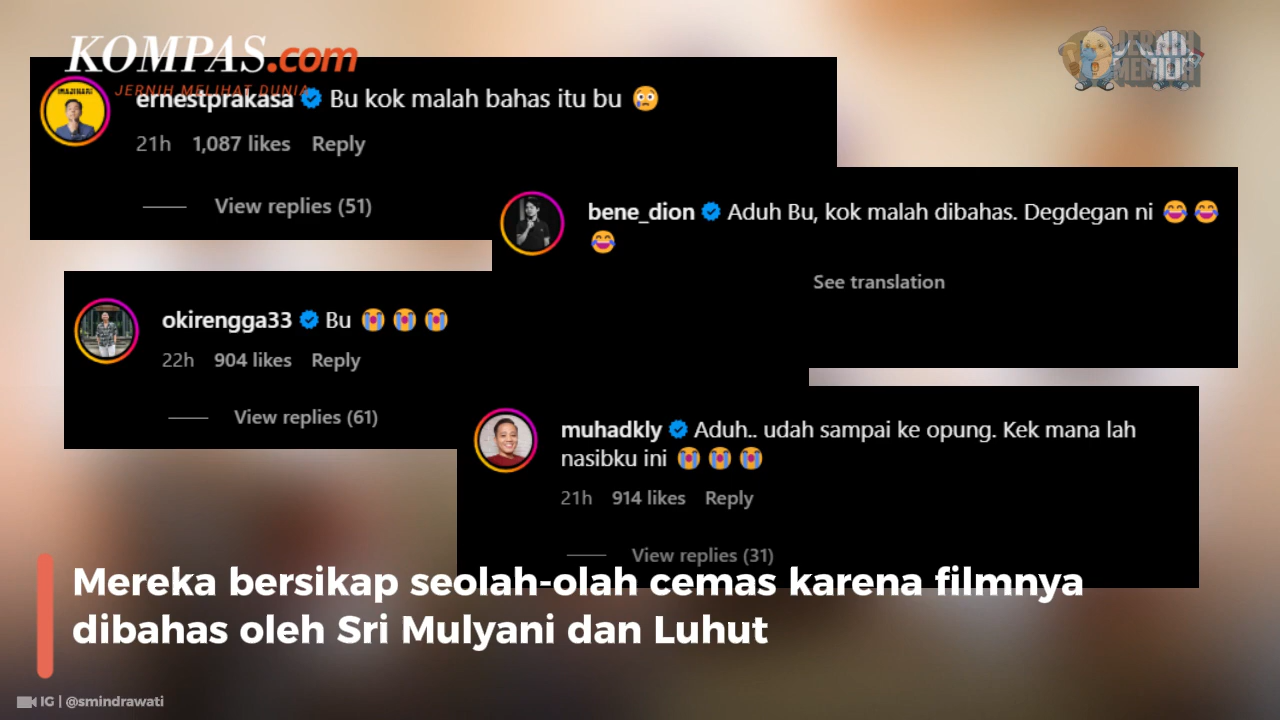 KOMPAS.com
JERNIH MELIHAT DUNIA
JERNIH
MEMILIH
IMAJINARI
ernestprakasa Bu kok malah bahas itu bu 😢
21h 1,087 likes Reply
View replies (51)
bene_dion Aduh Bu, kok malah dibahas. Degdegan ni 😂😂
😂
See translation
okirengga33 Bu 😭😭😭
22h 904 likes Reply
View replies (61)
muhadkly Aduh.. udah sampai ke opung. Kek mana lah
nasibku ini 😭😭😭
21h 914 likes Reply
View replies (31)
Mereka bersikap seolah-olah cemas karena filmnya
dibahas oleh Sri Mulyani dan Luhut
IG | @smindrawati